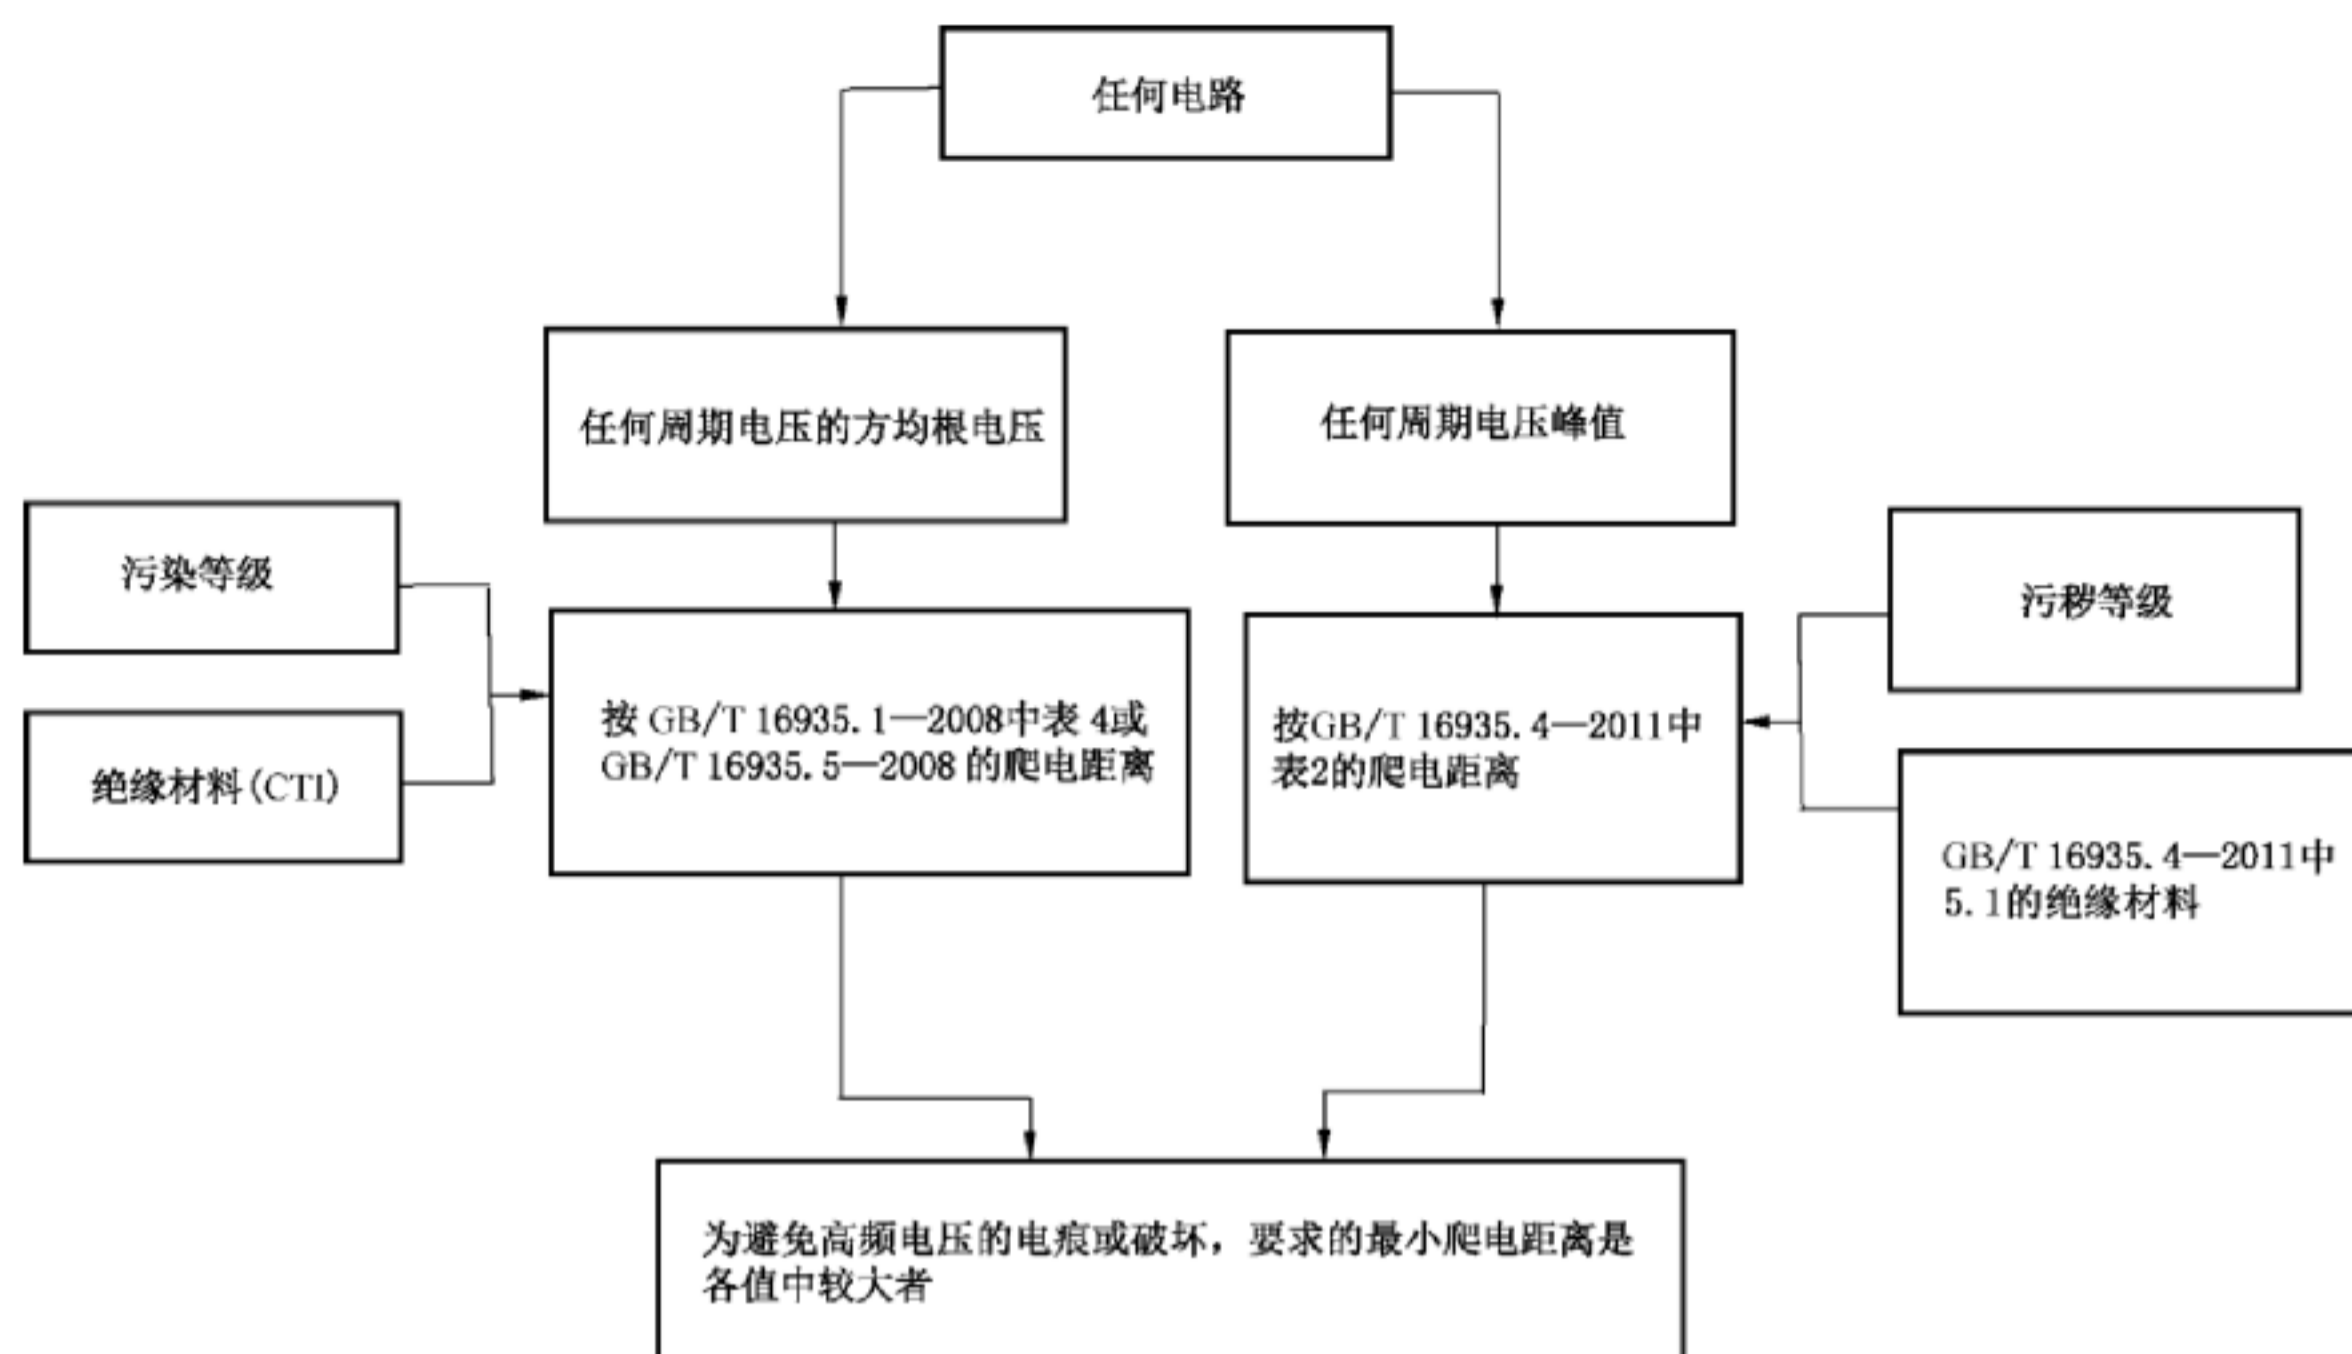 任何电路
任何周期电压的方均根电压
任何周期电压峰值
污染等级
污秽等级
绝缘材料(CTI)
按 GB/T 16935.1—2008中表 4或
GB/T 16935.5—2008 的爬电距离
按GB/T 16935.4—2011中
表2的爬电距离
GB/T 16935.4—2011中
5.1的绝缘材料
为避免高频电压的电痕或破坏，要求的最小爬电距离是
各值中较大者